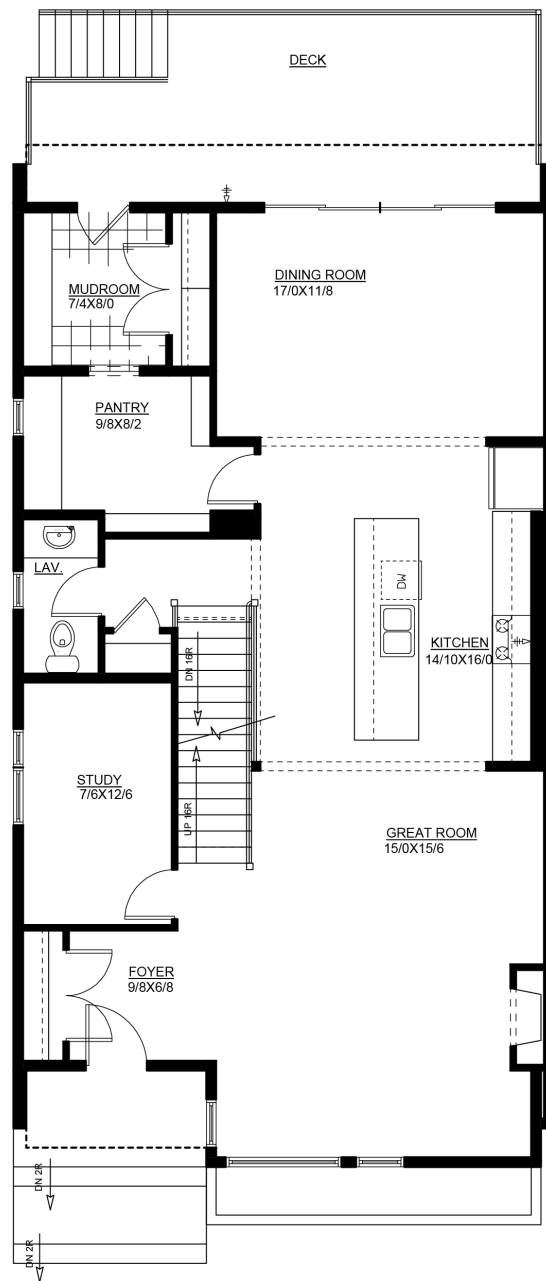 DECK
MUDROOM
7/4X8/0
DINING ROOM
17/0X11/8
PANTRY
9/8X8/2
LAV.
DW
KITCHEN
14/10X16/0
DN 16R
UP 16R
STUDY
7/6X12/6
GREAT ROOM
15/0X15/6
FOYER
9/8X6/8
DN 2R
DN 2R